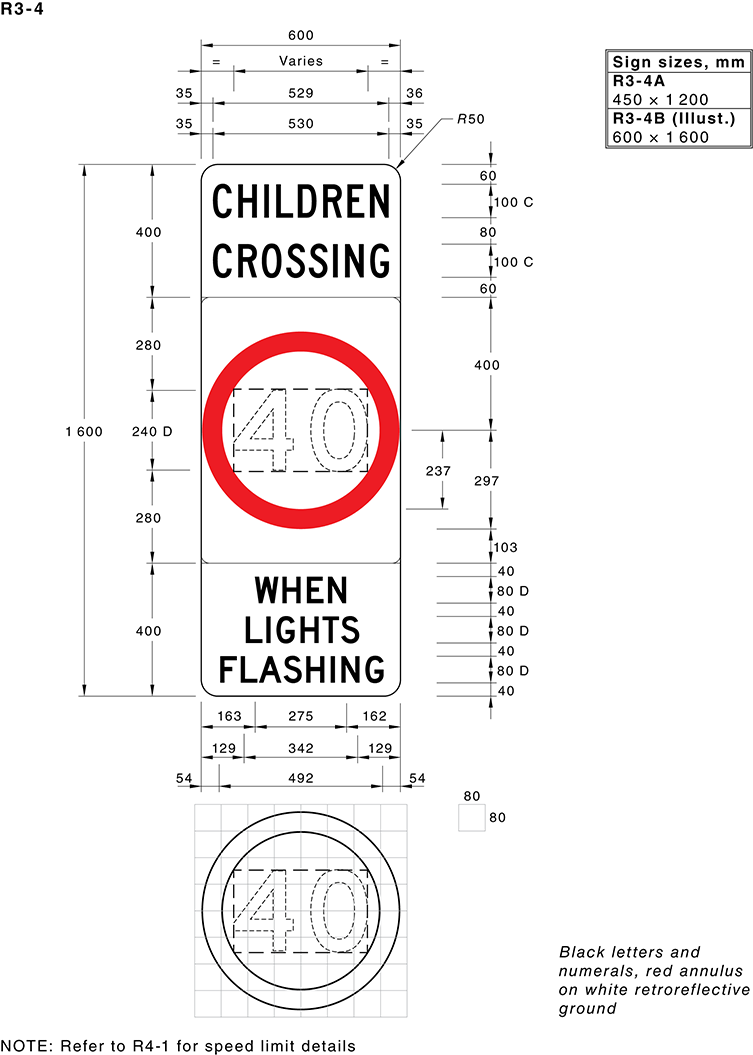 R3-4
600
= Varies =
35 529 36
35 530 35
R50
Sign sizes, mm
R3-4A
450 × 1 200
R3-4B (Illust.)
600 × 1 600
CHILDREN
CROSSING
40
WHEN
LIGHTS
FLASHING
1 600
400
280
240 D
280
400
60
100 C
80
100 C
60
400
237
297
103
40
80 D
40
80 D
40
80 D
40
163 275 162
129 342 129
54 492 54
80
80
40
Black letters and
numerals, red annulus
on white retroreflective
ground
NOTE: Refer to R4-1 for speed limit details